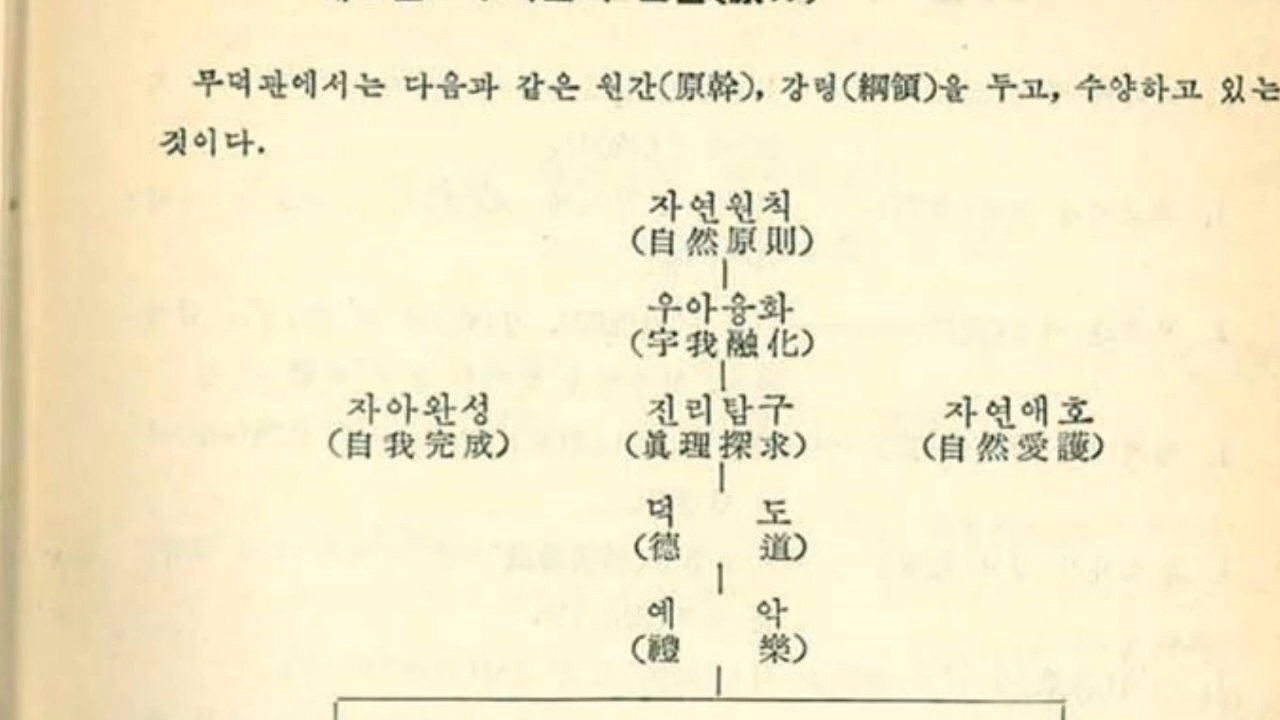 무덕관에서는 다음과 같은 원간(原幹), 강령(綱領)을 두고, 수양하고 있는
것이다.
자연원칙
(自然原則)
우아융화
(宇我融化)
자아완성 진리탐구 자연애호
(自我完成) (眞理探求) (自然愛護)
덕 도
(德 道)
예 악
(禮 樂)